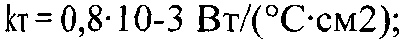 kт = 0,8·10-3 Вт/(°С·см2);